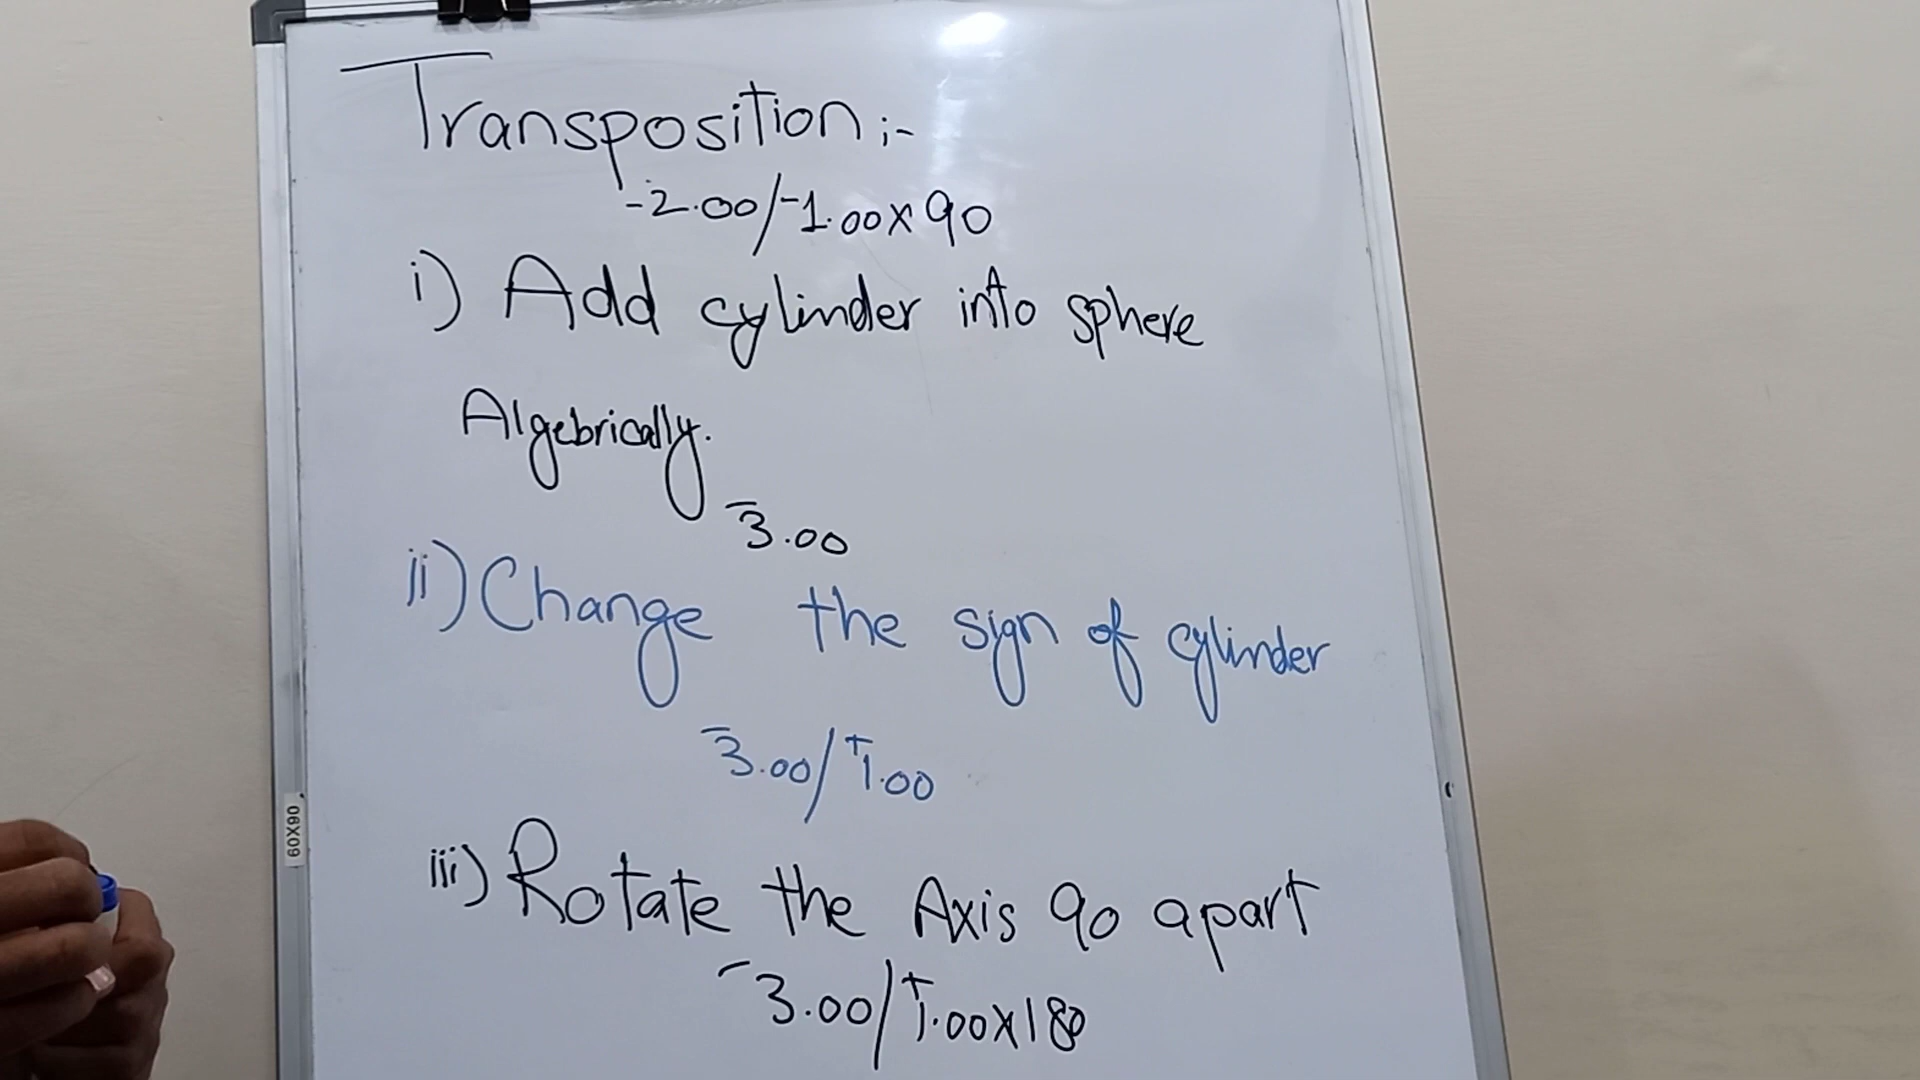 Transposition :-
-2.00/-1.00x90
i) Add cylinder into sphere
Algebrically.
-3.00
ii) Change the sign of cylinder
-3.00/+1.00
iii) Rotate the Axis 90 apart
-3.00/+1.00x180
60X90